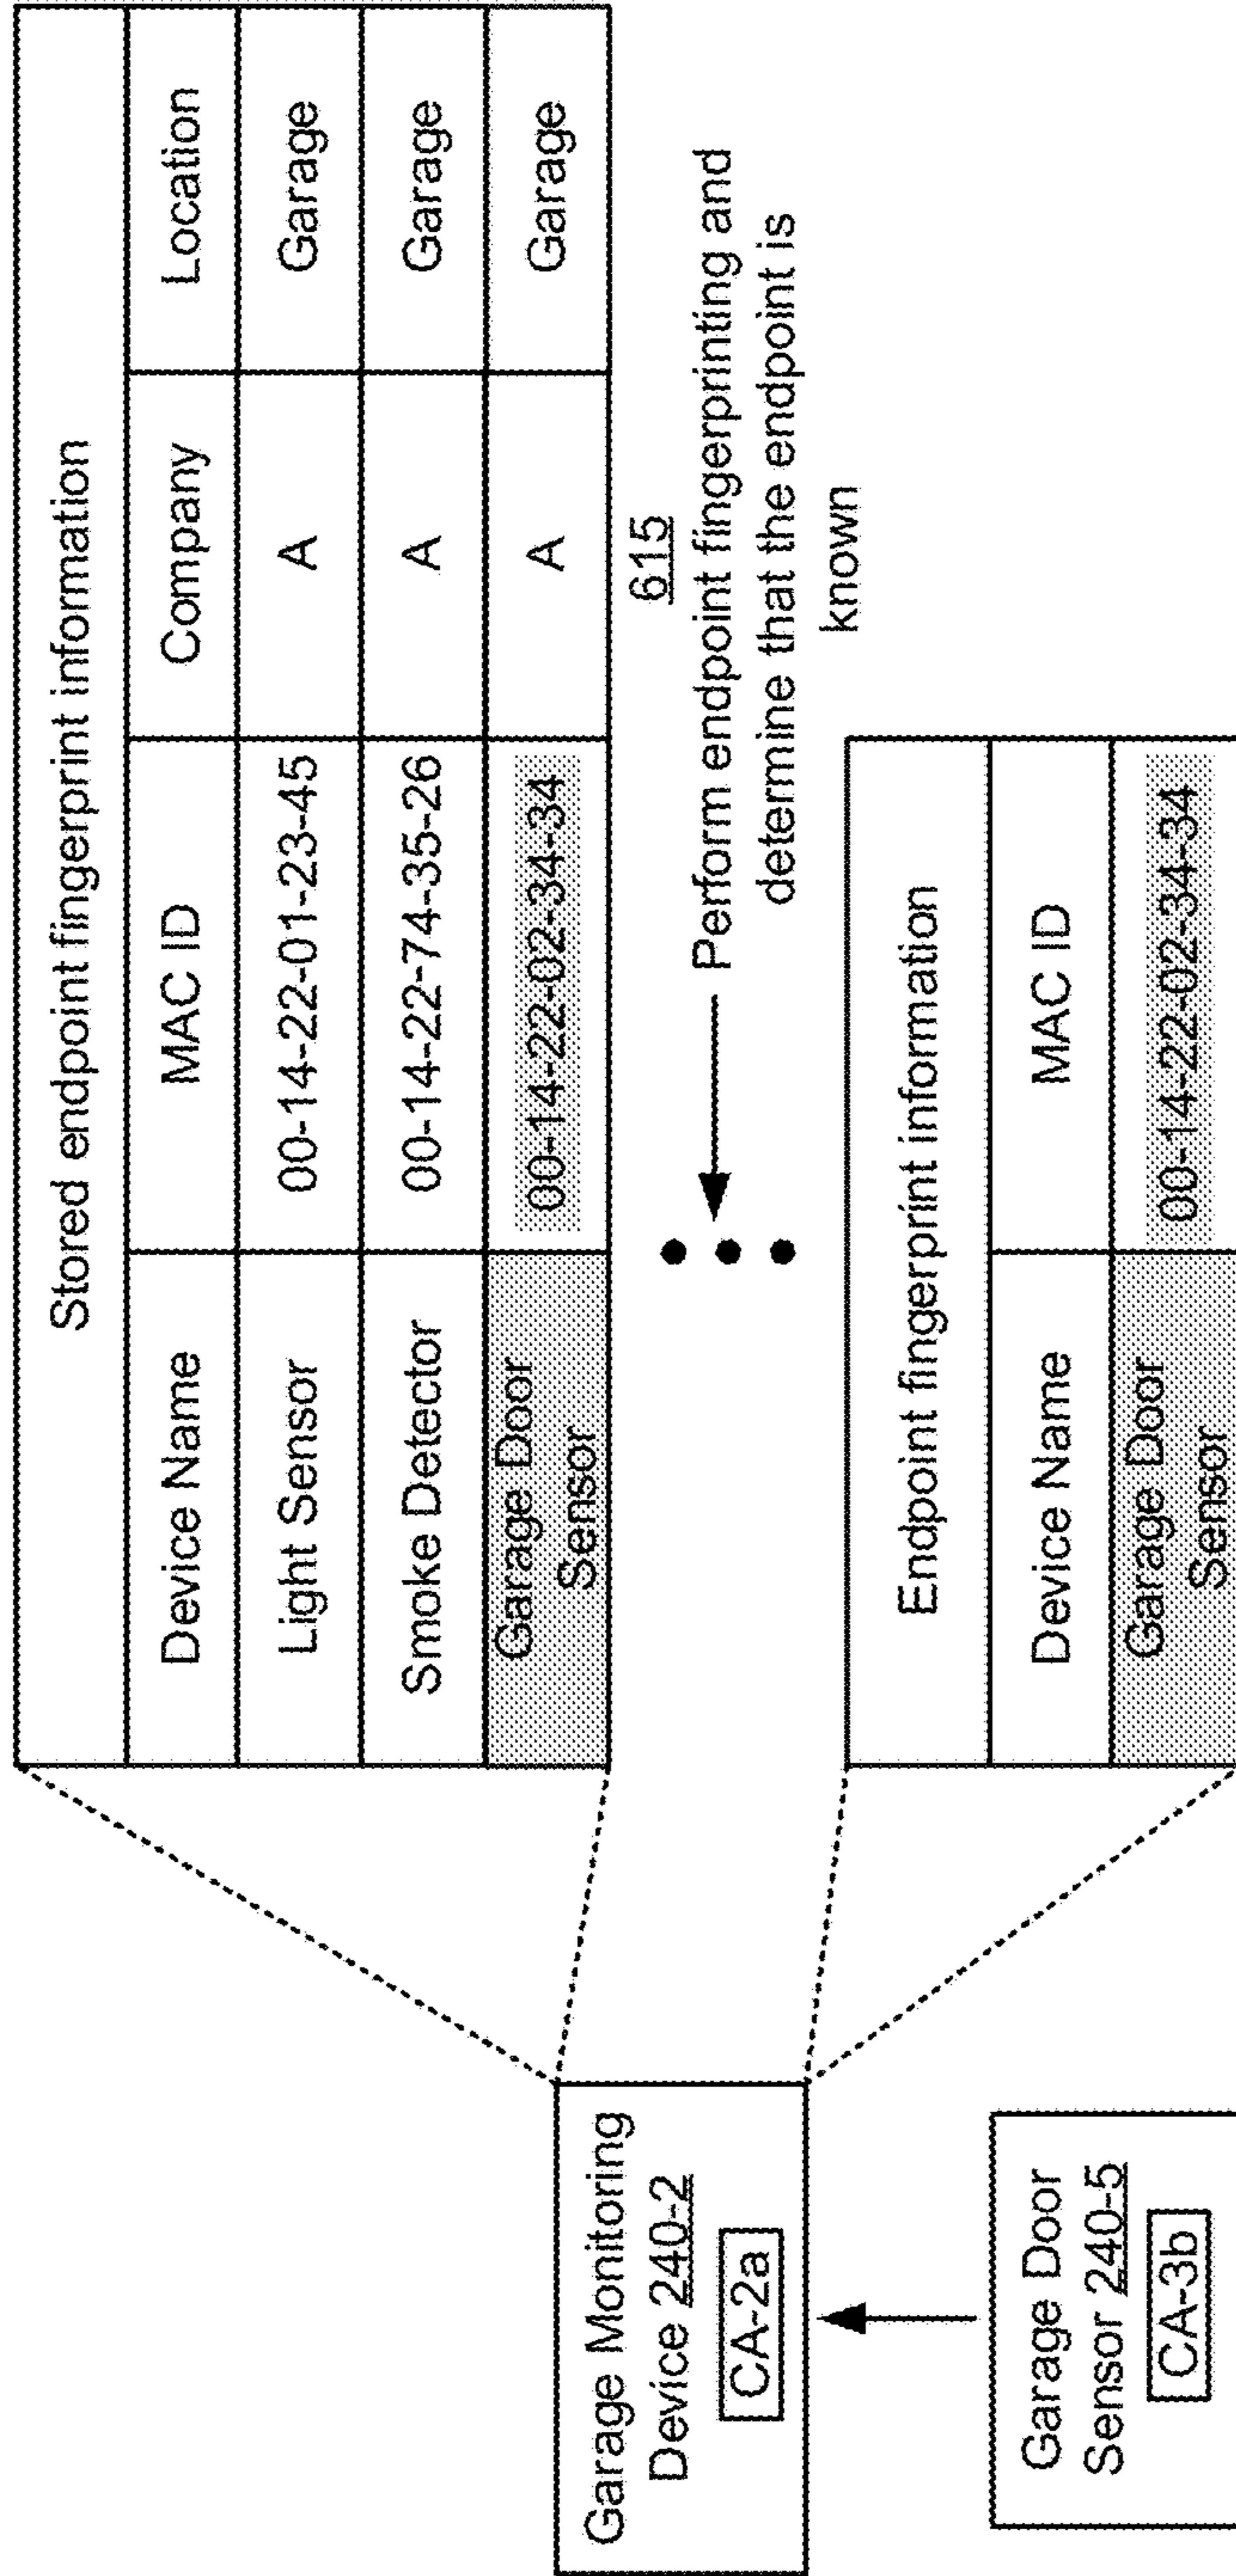 Stored endpoint fingerprint information
Device Name MAC ID Company Location
Light Sensor 00-14-22-01-23-45 A Garage
Smoke Detector 00-14-22-74-35-26 A Garage
Garage Door
Sensor
00-14-22-02-34-34 A Garage
615
Perform endpoint fingerprinting and
determine that the endpoint is
known
Endpoint fingerprint information
Device Name MAC ID
Garage Door
Sensor
00-14-22-02-34-34
Garage Monitoring
Device 240-2
CA-2a
Garage Door
Sensor 240-5
CA-3b